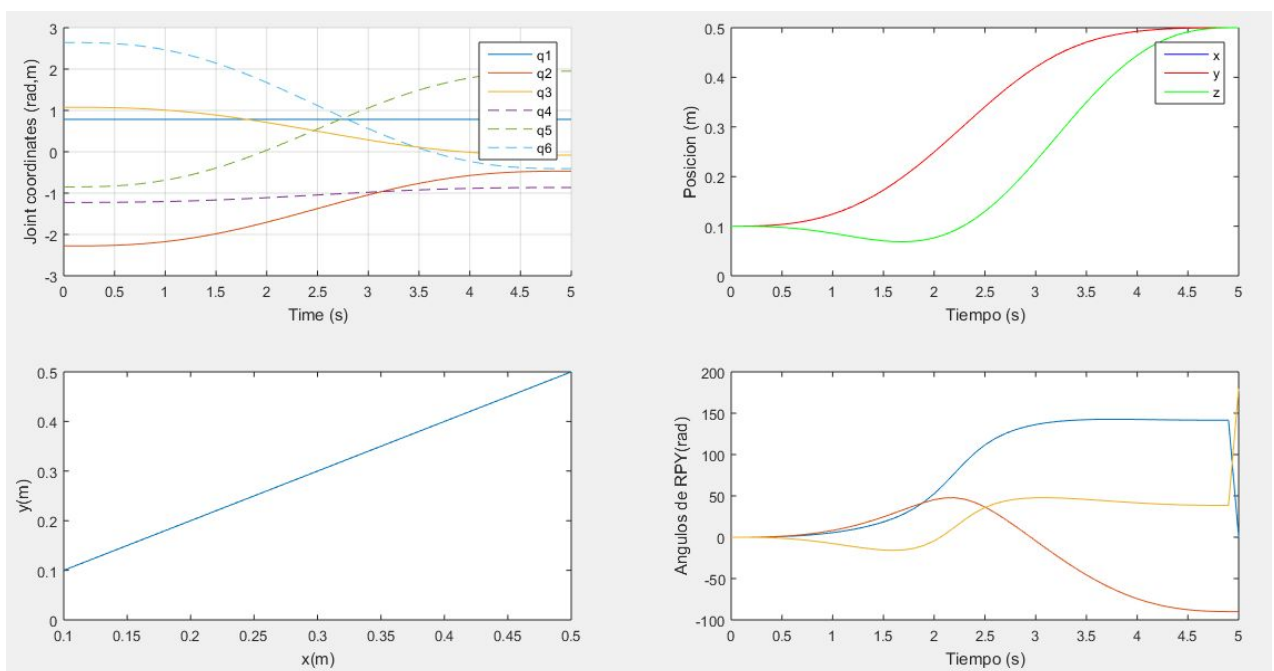 3
2
1
0
-1
-2
-3
0 0.5 1 1.5 2 2.5 3 3.5 4 4.5 5
Joint coordinates (rad,m)
Time (s)
q1
q2
q3
q4
q5
q6
0.5
0.4
0.3
0.2
0.1
0
0 0.5 1 1.5 2 2.5 3 3.5 4 4.5 5
Posicion (m)
Tiempo (s)
x
y
z
0.5
0.4
0.3
0.2
0.1
0
0.1 0.15 0.2 0.25 0.3 0.35 0.4 0.45 0.5
y(m)
x(m)
200
150
100
50
0
-50
-100
0 0.5 1 1.5 2 2.5 3 3.5 4 4.5 5
Angulos de RPY(rad)
Tiempo (s)